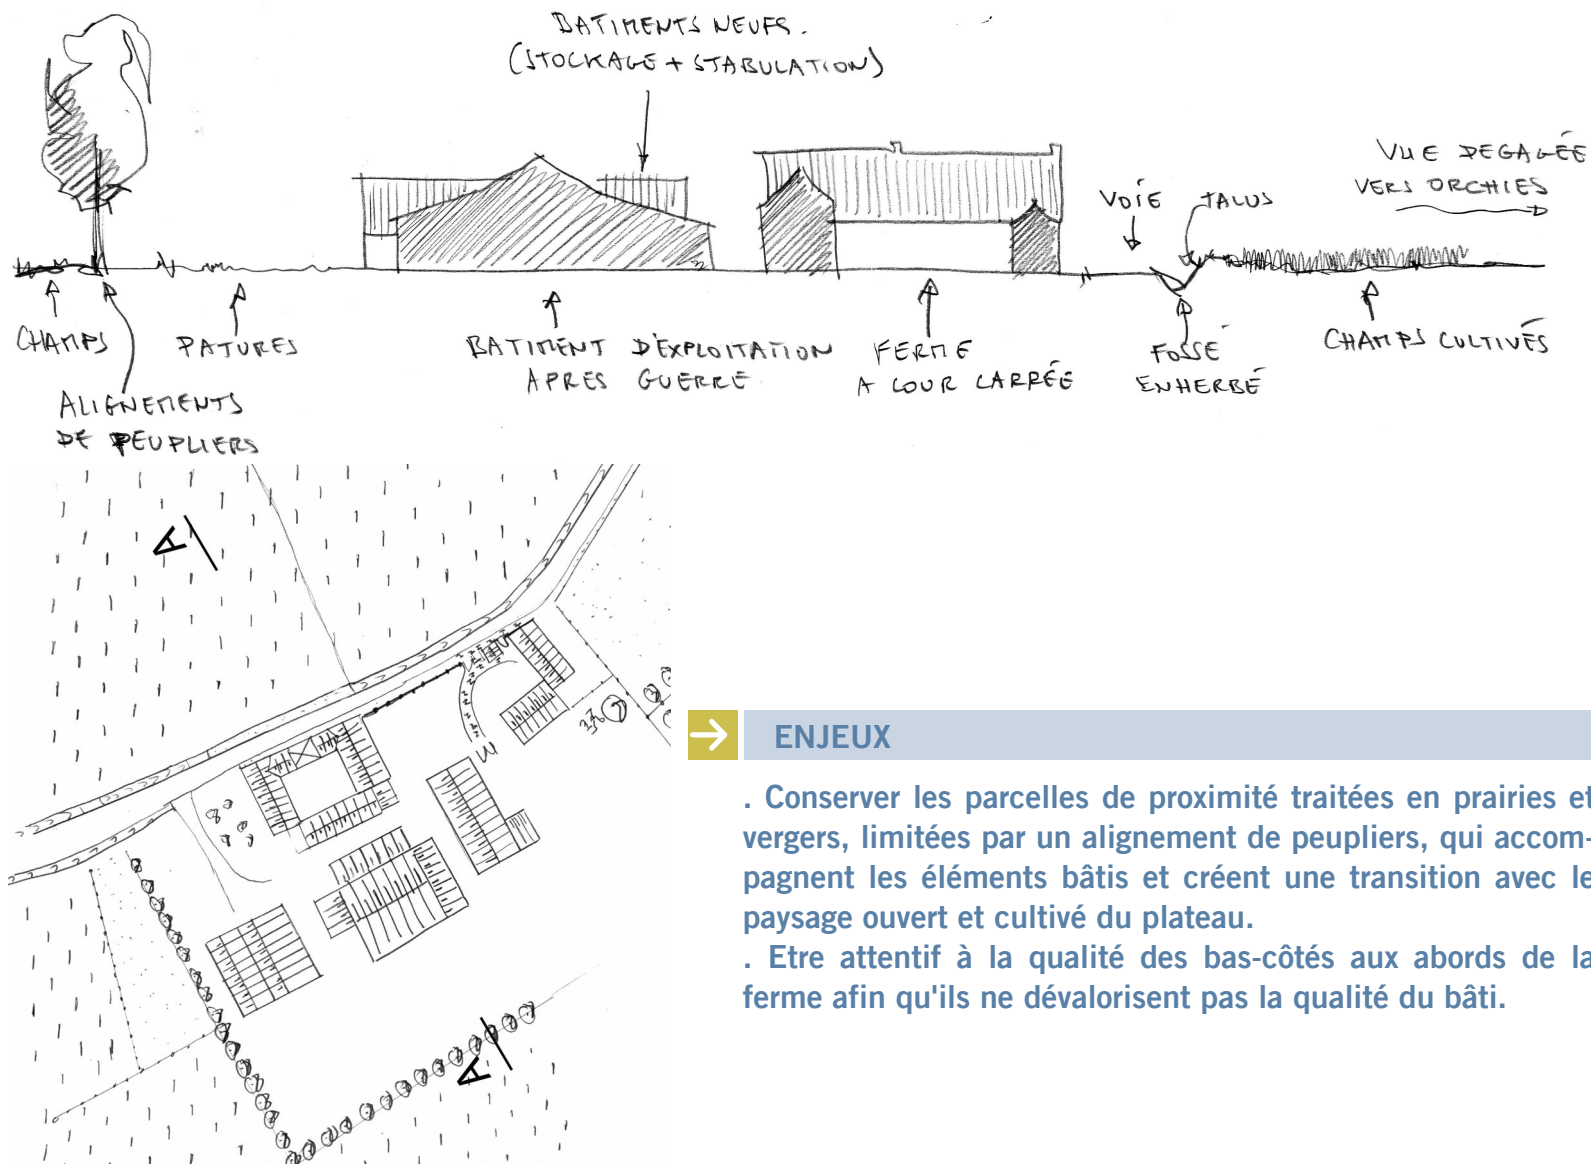 BATIMENTS NEUFS.
(STOCKAGE + STABULATION)
VUE DEGAGÉE
VERS ORCHIES
VOIE
TALUS
CHAMPS
PATURES
BATIMENT D'EXPLOITATION
APRES GUERRE
FERME
A COUR CARRÉE
FOSSÉ
ENHERBÉ
CHAMPS CULTIVÉS
ALIGNEMENTS
DE PEUPLIERS
A
A
ENJEUX
. Conserver les parcelles de proximité traitées en prairies et
vergers, limitées par un alignement de peupliers, qui accom-
pagnent les éléments bâtis et créent une transition avec le
paysage ouvert et cultivé du plateau.
. Etre attentif à la qualité des bas-côtés aux abords de la
ferme afin qu'ils ne dévalorisent pas la qualité du bâti.